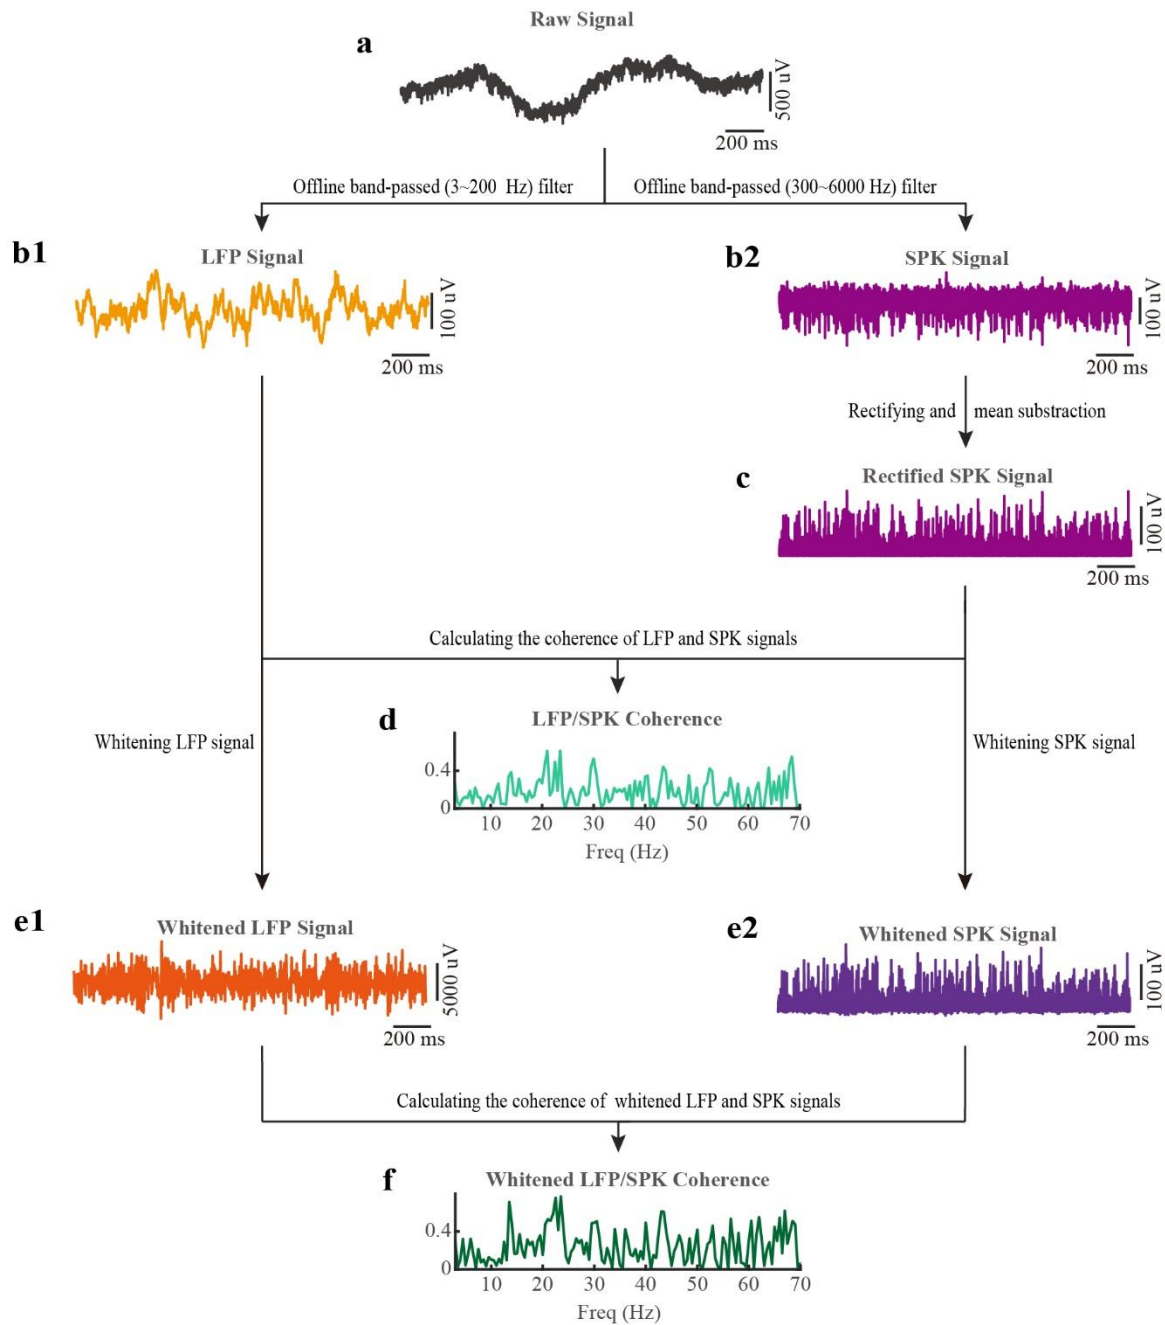 Raw Signal
a
500 uV
200 ms
Offline band-passed (3~200 Hz) filter
Offline band-passed (300~6000 Hz) filter
b1
LFP Signal
100 uV
200 ms
b2
SPK Signal
100 uV
200 ms
Rectifying and mean substraction
c
Rectified SPK Signal
100 uV
200 ms
Calculating the coherence of LFP and SPK signals
Whitening LFP signal
Whitening SPK signal
d
LFP/SPK Coherence
0.4
0
10 20 30 40 50 60 70
Freq (Hz)
e1
Whitened LFP Signal
5000 uV
200 ms
e2
Whitened SPK Signal
100 uV
200 ms
Calculating the coherence of whitened LFP and SPK signals
f
Whitened LFP/SPK Coherence
0.4
0
10 20 30 40 50 60 70
Freq (Hz)